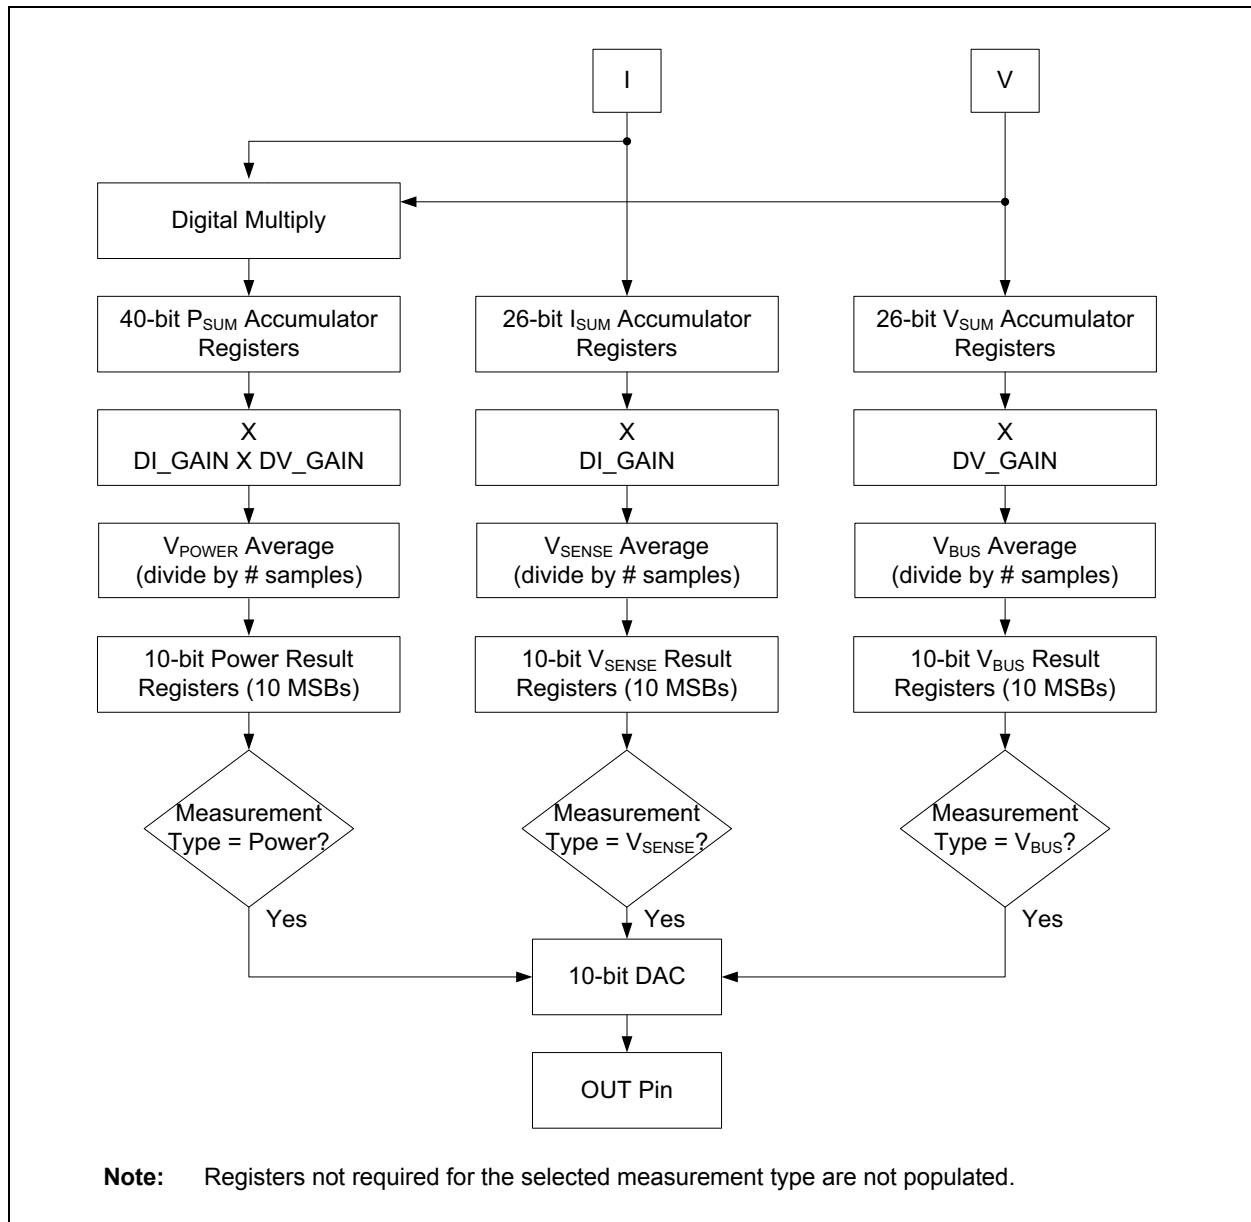 I
V
Digital Multiply
40-bit PSUM Accumulator
Registers
26-bit ISUM Accumulator
Registers
26-bit VSUM Accumulator
Registers
X
DI_GAIN X DV_GAIN
X
DI_GAIN
X
DV_GAIN
VPOWER Average
(divide by # samples)
VSENSE Average
(divide by # samples)
VBUS Average
(divide by # samples)
10-bit Power Result
Registers (10 MSBs)
10-bit VSENSE Result
Registers (10 MSBs)
10-bit VBUS Result
Registers (10 MSBs)
Measurement
Type = Power?
Measurement
Type = VSENSE?
Measurement
Type = VBUS?
Yes
Yes
Yes
10-bit DAC
OUT Pin
Note: Registers not required for the selected measurement type are not populated.